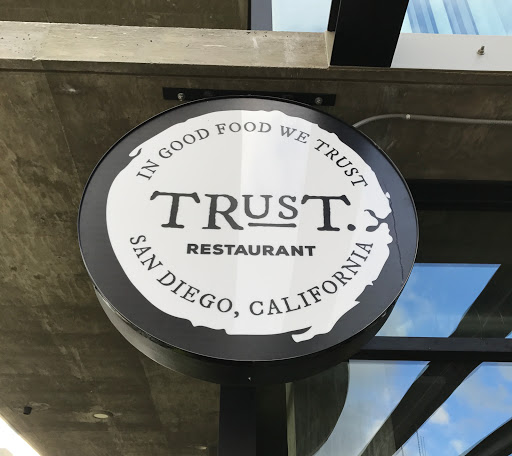 IN GOOD FOOD WE TRUST
TRUST.
RESTAURANT
SAN DIEGO, CALIFORNIA